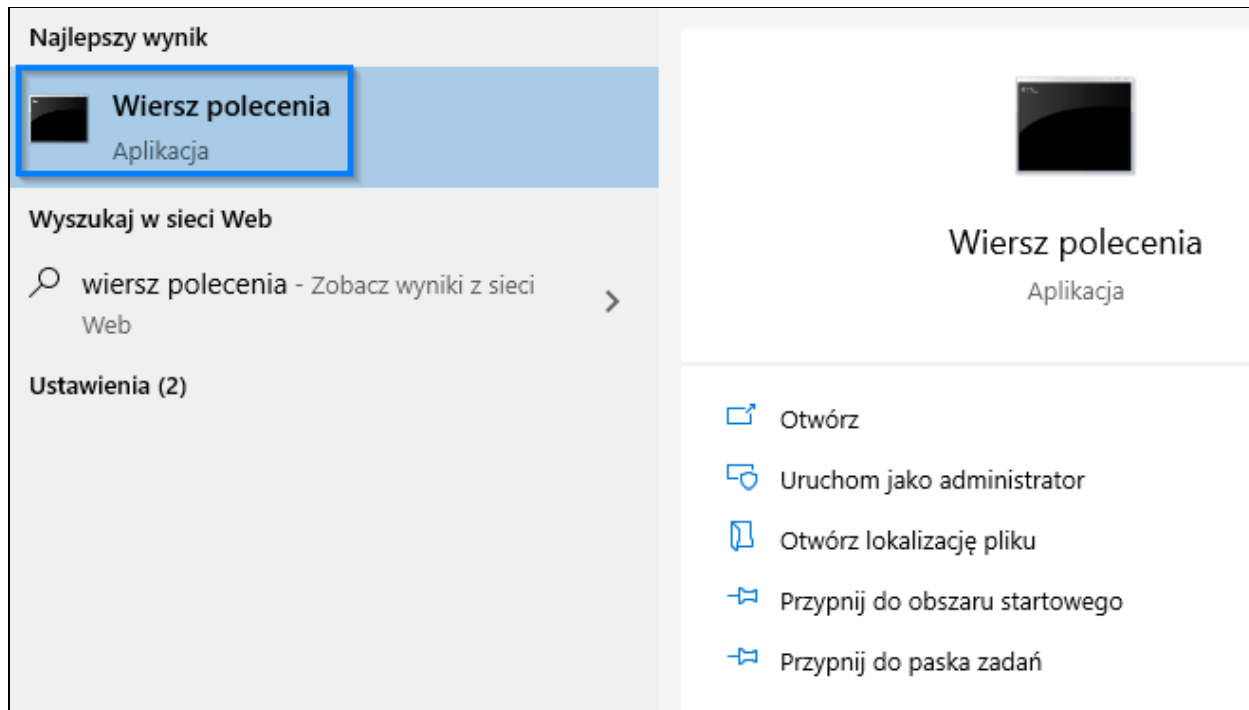 Najlepszy wynik
Wiersz polecenia
Aplikacja
Wyszukaj w sieci Web
wiersz polecenia - Zobacz wyniki z sieci
Web
Ustawienia (2)
Wiersz polecenia
Aplikacja
Otwórz
Uruchom jako administrator
Otwórz lokalizację pliku
Przypnij do obszaru startowego
Przypnij do paska zadań